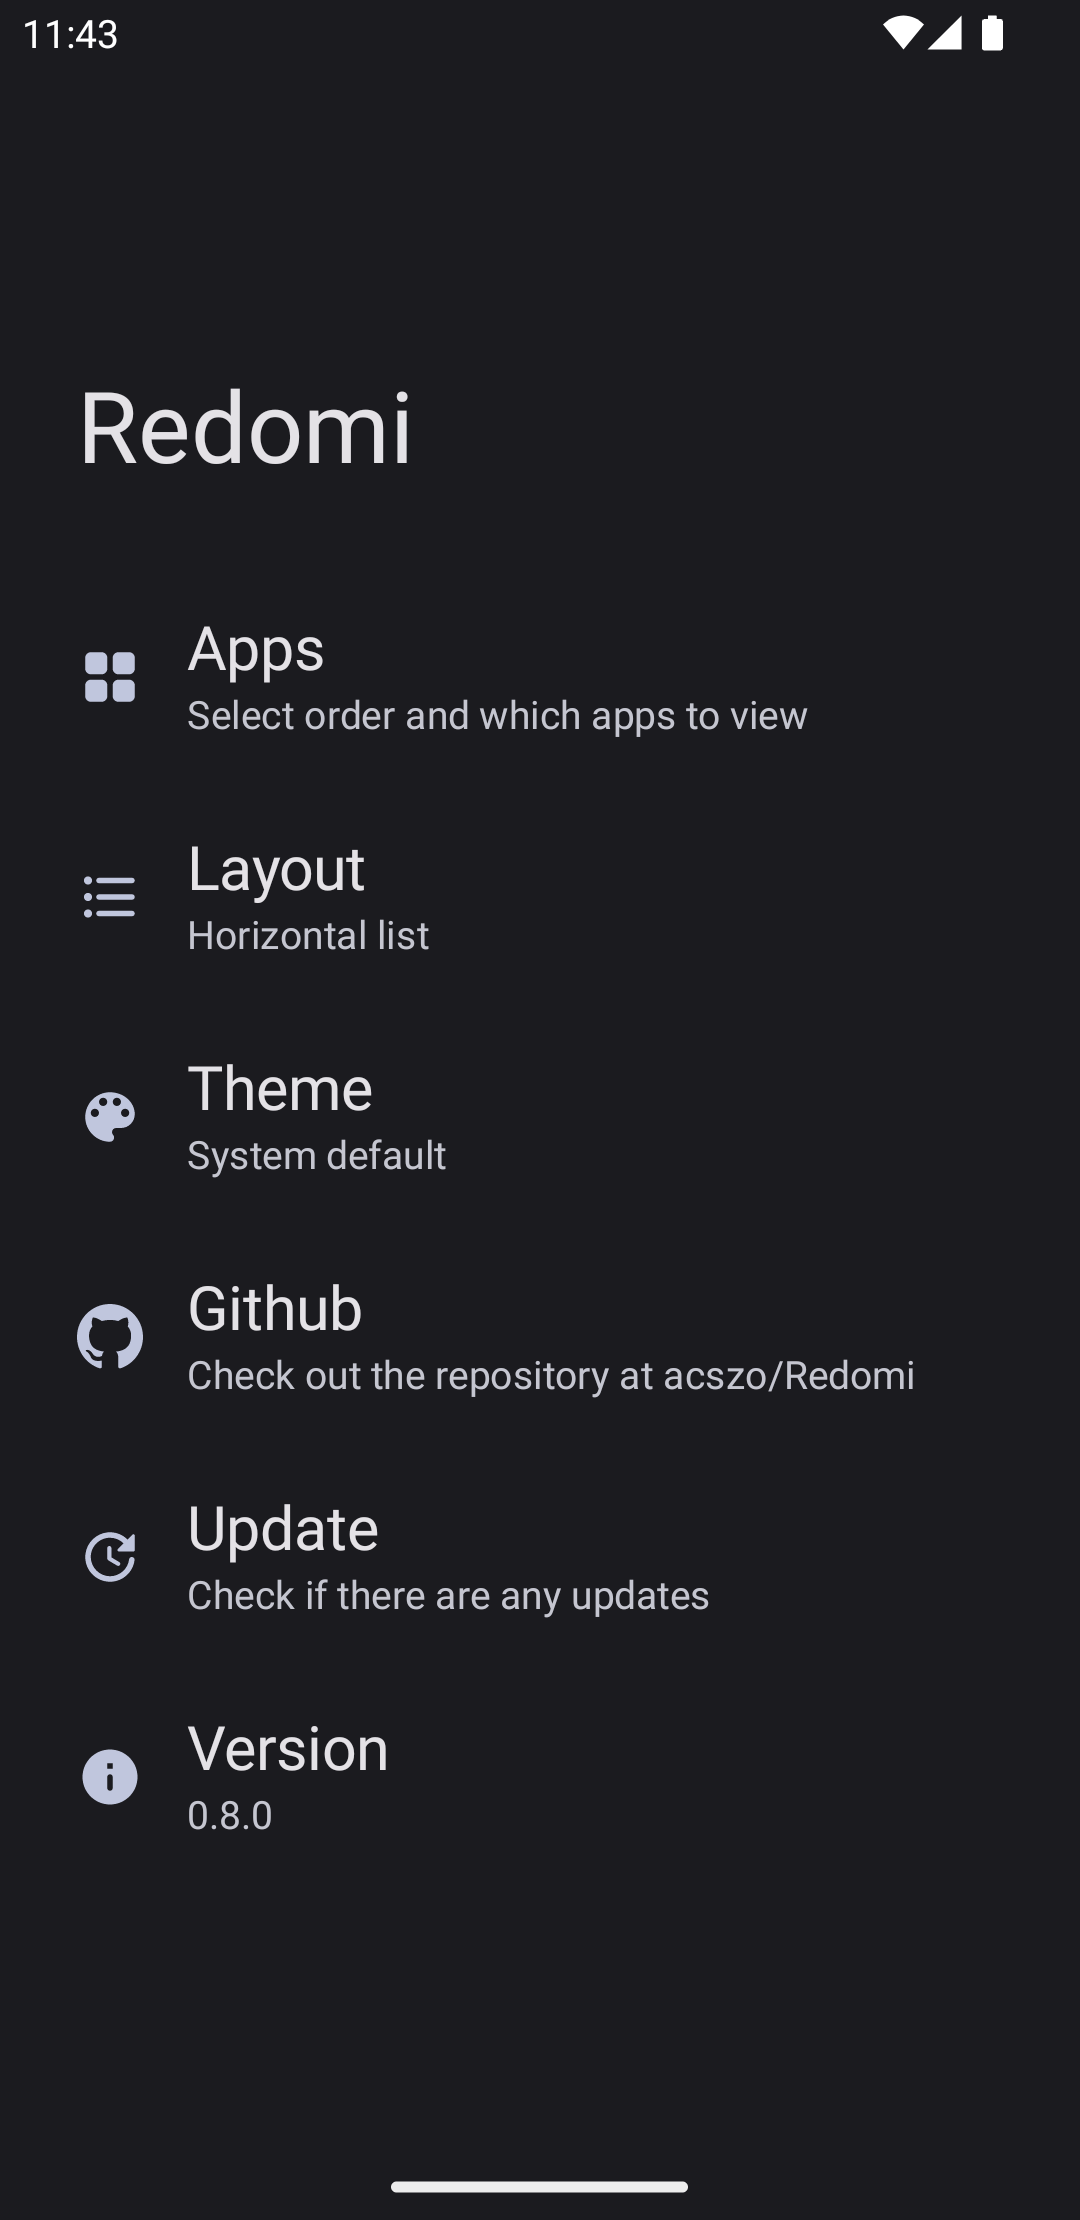 11:43
Redomi
Apps
Select order and which apps to view
Layout
Horizontal list
Theme
System default
Github
Check out the repository at acszo/Redomi
Update
Check if there are any updates
Version
0.8.0